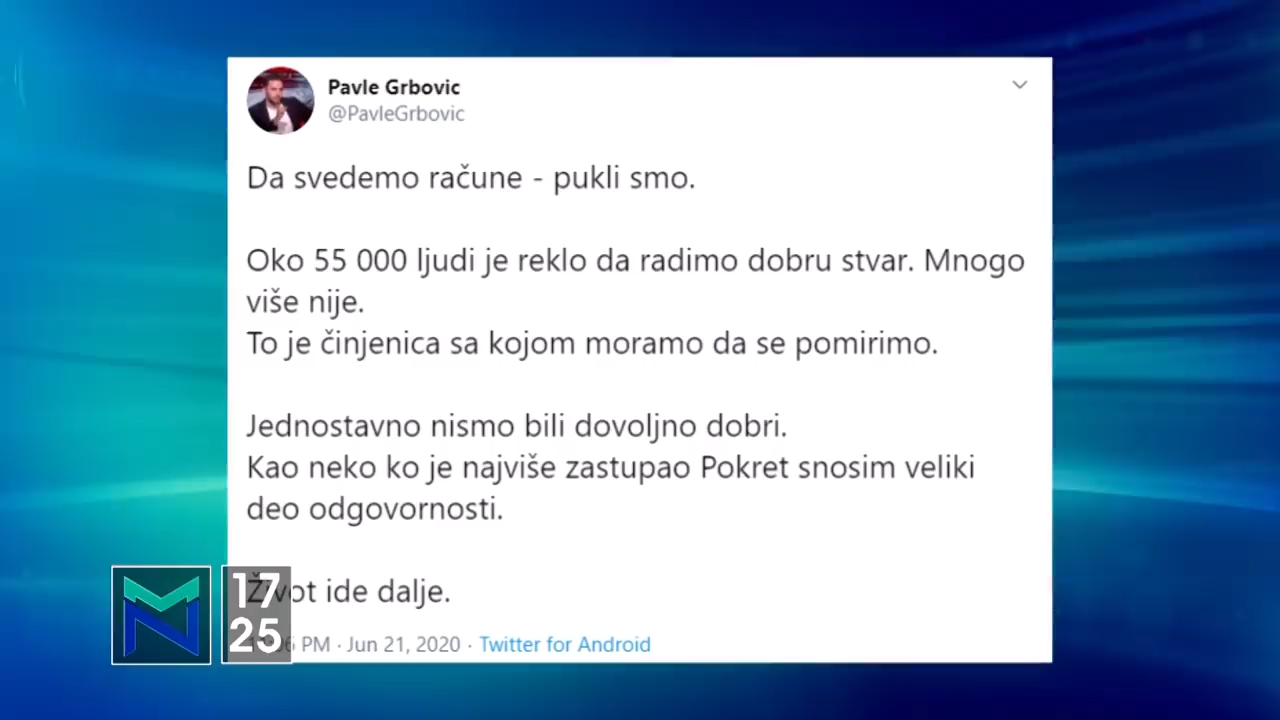 Pavle Grbovic
@PavleGrbovic
Da svedemo račune - pukli smo.
Oko 55 000 ljudi je reklo da radimo dobru stvar. Mnogo
više nije.
To je činjenica sa kojom moramo da se pomirimo.
Jednostavno nismo bili dovoljno dobri.
Kao neko ko je najviše zastupao Pokret snosim veliki
deo odgovornosti.
Život ide dalje.
PM · Jun 21, 2020 · Twitter for Android
17
25